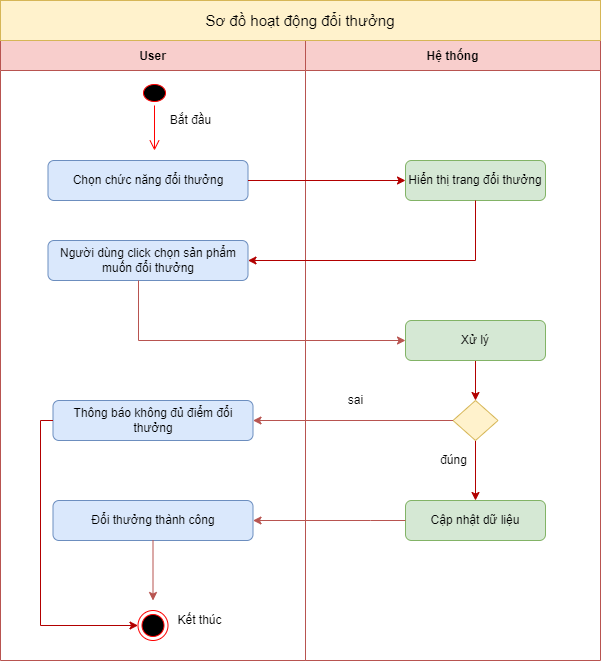 Sơ đồ hoạt động đổi thưởng
User
Hệ thống
Bắt đầu
Chọn chức năng đổi thưởng
Hiển thị trang đổi thưởng
Người dùng click chọn sản phẩm
muốn đổi thưởng
Xử lý
sai
Thông báo không đủ điểm đổi
thưởng
đúng
Đổi thưởng thành công
Cập nhật dữ liệu
Kết thúc